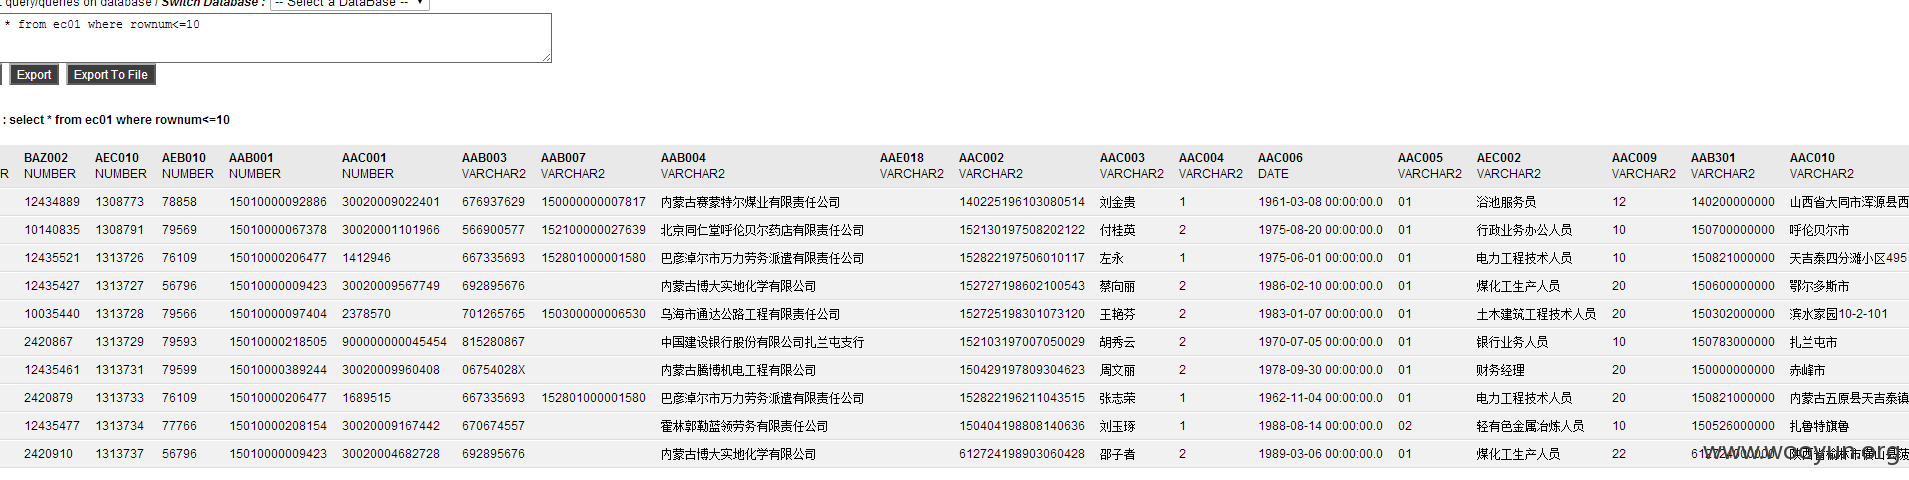 query/queries on database / Switch Database : -- Select a DataBase --
* from ec01 where rownum<=10
Export Export To File
: select * from ec01 where rownum<=10
BAZ002 AEC010 AEB010 AAB001 AAC001 AAB003 AAB007 AAB004 AAE018 AAC002 AAC003 AAC004 AAC006 AAC005 AEC002 AAC009 AAB301 AAC010
R NUMBER NUMBER NUMBER NUMBER NUMBER VARCHAR2 VARCHAR2 VARCHAR2 VARCHAR2 VARCHAR2 VARCHAR2 VARCHAR2 DATE VARCHAR2 VARCHAR2 VARCHAR2 VARCHAR2 VARCHAR2
12434889 1308773 78858 15010000092886 30020009022401 676937629 150000000007817 内蒙古赛蒙特尔煤业有限责任公司 140225196103080514 刘金贵 1 1961-03-08 00:00:00.0 01 浴池服务员 12 140200000000 山西省大同市浑源县西
10140835 1308791 79569 15010000067378 30020001101966 566900577 152100000027639 北京同仁堂呼伦贝尔药店有限责任公司 152130197508202122 付桂英 2 1975-08-20 00:00:00.0 01 行政业务办公人员 10 150700000000 呼伦贝尔市
12435521 1313726 76109 15010000206477 1412946 667335693 152801000001580 巴彦淖尔市万力劳务派遣有限责任公司 152822197506010117 左永 1 1975-06-01 00:00:00.0 01 电力工程技术人员 10 150821000000 天吉泰四分滩小区495
12435427 1313727 56796 15010000009423 30020009567749 692895676 内蒙古博大实地化学有限公司 152727198602100543 蔡向丽 2 1986-02-10 00:00:00.0 01 煤化工生产人员 20 150600000000 鄂尔多斯市
10035440 1313728 79566 15010000097404 2378570 701265765 150300000006530 乌海市通达公路工程有限责任公司 152725198301073120 王艳芬 2 1983-01-07 00:00:00.0 01 土木建筑工程技术人员 20 150302000000 滨水家园10-2-101
2420867 1313729 79593 15010000218505 900000000045454 815280867 中国建设银行股份有限公司扎兰屯支行 152103197007050029 胡秀云 2 1970-07-05 00:00:00.0 01 银行业务人员 10 150783000000 扎兰屯市
12435461 1313731 79599 15010000389244 30020009960408 06754028X 内蒙古腾博机电工程有限公司 150429197809304623 周文丽 2 1978-09-30 00:00:00.0 01 财务经理 20 150000000000 赤峰市
2420879 1313733 76109 15010000206477 1689515 667335693 152801000001580 巴彦淖尔市万力劳务派遣有限责任公司 152822196211043515 张志荣 1 1962-11-04 00:00:00.0 01 电力工程技术人员 20 150821000000 内蒙古五原县天吉泰镇
12435477 1313734 77766 15010000208154 30020009167442 670674557 霍林郭勒蓝领劳务有限责任公司 150404198808140636 刘玉琢 1 1988-08-14 00:00:00.0 02 轻有色金属冶炼人员 10 150526000000 扎鲁特旗鲁
2420910 1313737 56796 15010000009423 30000004682728 692895676 内蒙古博大实地化学有限公司 612724198903060428 邵子者 2 1989-03-06 00:00:00.0 01 煤化工生产人员 22
www.wooyun.org